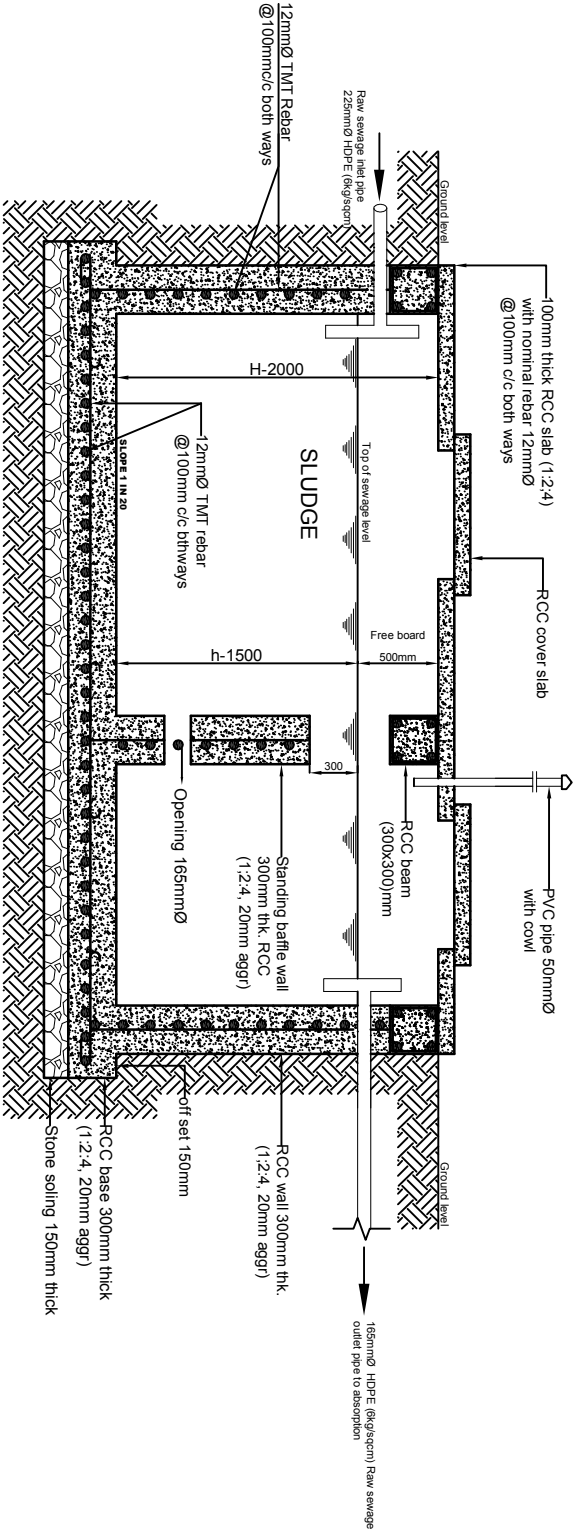 100mm thick RCC slab (1:2;4)
with nominal rebar 12mmØ
@100mm c/c both ways
RCC cover slab
PVC pipe 50mmØ
with cowl
Ground level
Ground level
Raw sewage inlet pipe
225mmØ HDPE (6kg/sqcm)
12mmØ TMT Rebar
@100mmc/c both ways
H-2000
Top of sewage level
SLUDGE
Free board
500mm
h-1500
300
RCC beam
(300x300)mm
165mmØ HDPE (6kg/sqcm) Raw sewage
outlet pipe to absorption
12mmØ TMT rebar
@100mm c/c bthways
SLOPE 1 IN 20
Opening 165mmØ
Standing baffle wall
300mm thk. RCC
(1:2:4, 20mm aggr)
RCC wall 300mm thk.
(1;2:4, 20mm aggr)
off set 150mm
RCC base 300mm thick
(1:2:4, 20mm aggr)
Stone soling 150mm thick